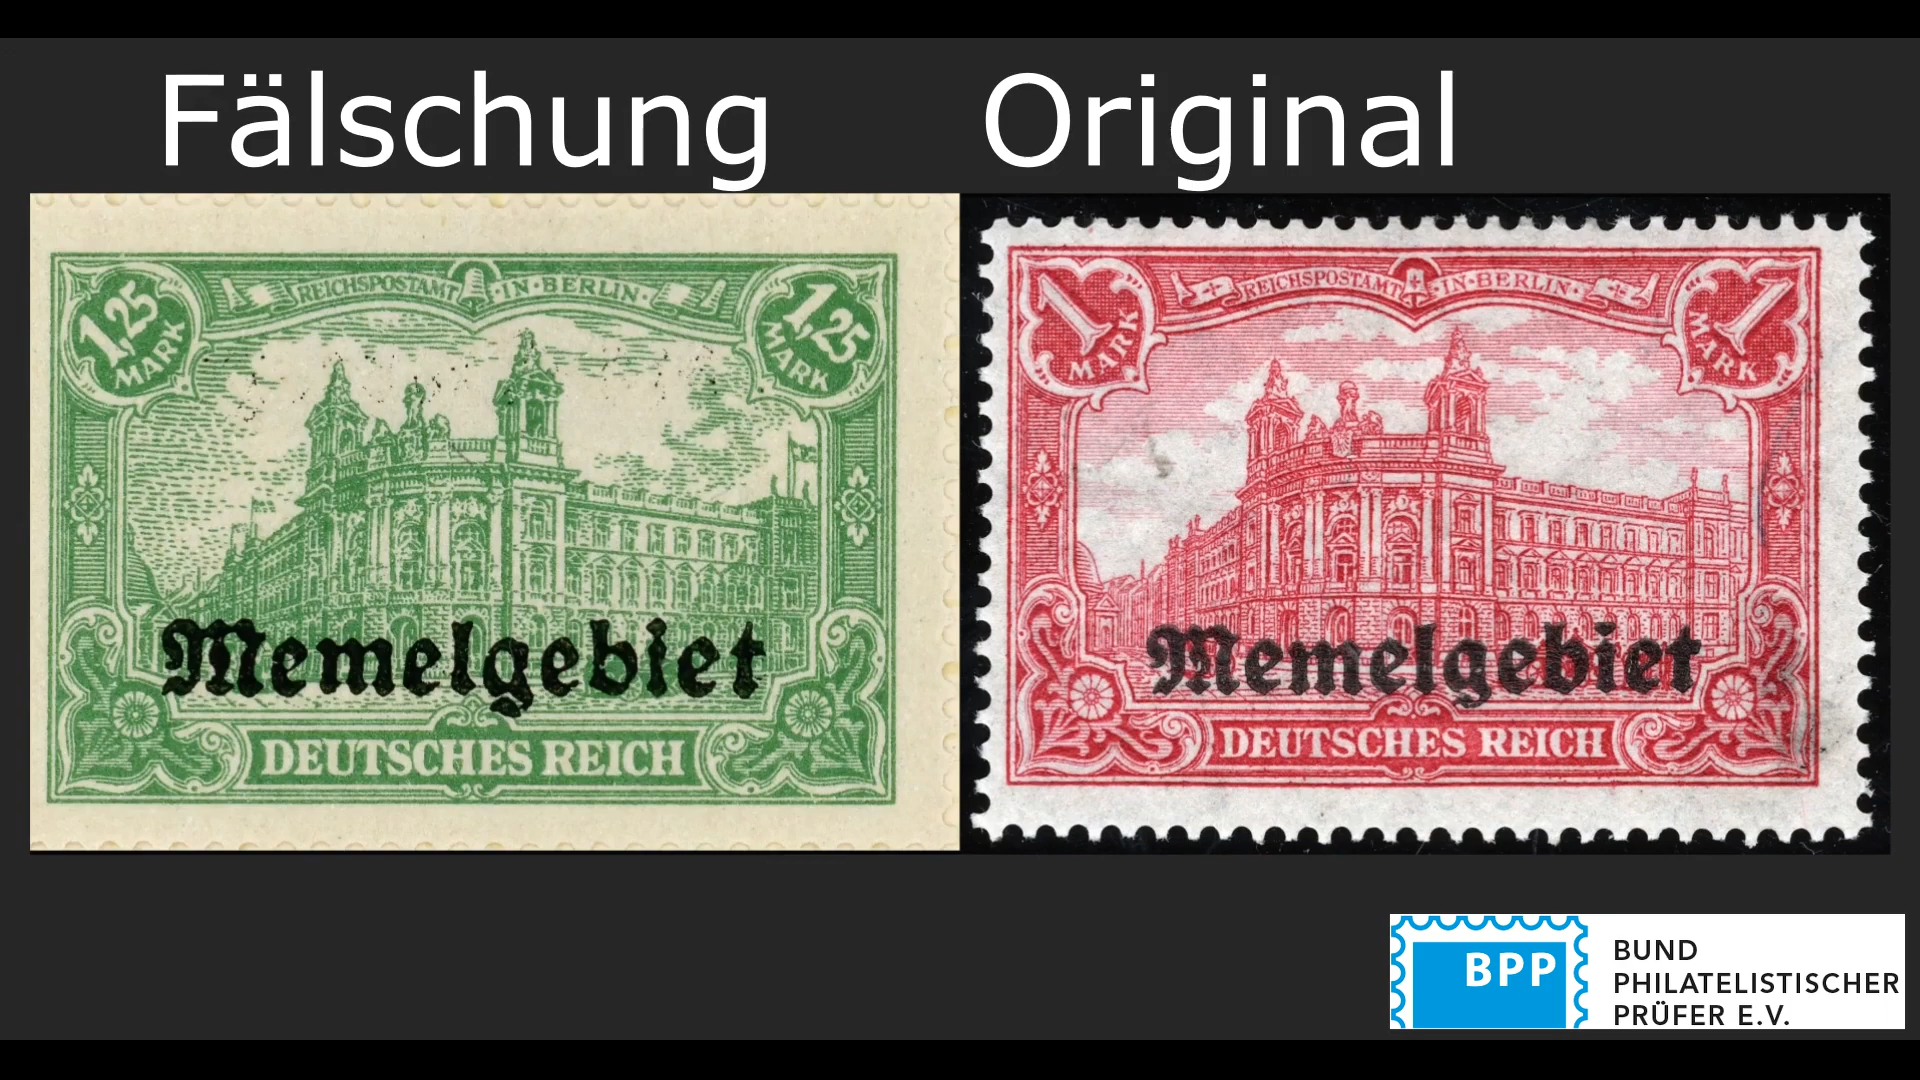 Fälschung
Original
REICHSPOSTAMT IN·BERLIN·
1,25 MARK
1,25 MARK
Memelgebiet
DEUTSCHES REICH
REICHSPOSTAMT IN·BERLIN·
1 MARK
1 MARK
Memelgebiet
DEUTSCHES REICH
BPP
BUND
PHILATELISTISCHER
PRÜFER E.V.